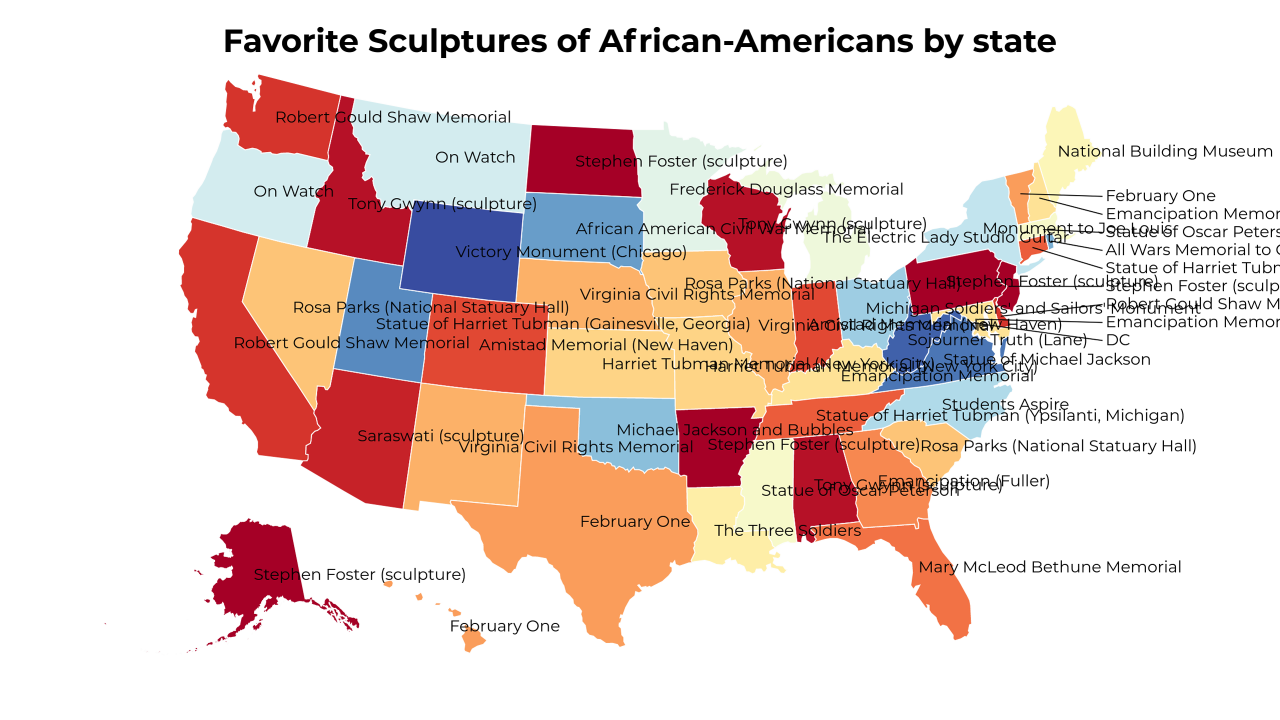 Favorite Sculptures of African-Americans by state
Robert Gould Shaw Memorial
National Building Museum
On Watch
Stephen Foster (sculpture)
Frederick Douglass Memorial
On Watch
February One
Tony Gwynn (sculpture)
Emancipation Memor
Tony Gwynn (sculpture)
African American Civil War Memorial
Monument to Joe Louis
Statue of Oscar Peters
The Electric Lady Studio Guitar
All Wars Memorial to C
Victory Monument (Chicago)
Statue of Harriet Tubm
Rosa Parks (National Statuary Hall)
Stephen Foster (sculpture)
Stephen Foster (sculp
Virginia Civil Rights Memorial
Robert Gould Shaw M
Rosa Parks (National Statuary Hall)
Michigan Soldiers' and Sailors' Monument
Statue of Harriet Tubman (Gainesville, Georgia)
Virginia Civil Rights Memorial
Amistad Memorial (New Haven)
Emancipation Memor
Robert Gould Shaw Memorial
Amistad Memorial (New Haven)
Sojourner Truth (Lane)
DC
Harriet Tubman Memorial (New York City)
Harriet Tubman Memorial (New York City)
Statue of Michael Jackson
Emancipation Memorial
Students Aspire
Statue of Harriet Tubman (Ypsilanti, Michigan)
Saraswati (sculpture)
Michael Jackson and Bubbles
Virginia Civil Rights Memorial
Stephen Foster (sculpture)
Rosa Parks (National Statuary Hall)
Emancipation (Fuller)
Tony Gwynn (sculpture)
Statue of Oscar Peterson
February One
The Three Soldiers
Mary McLeod Bethune Memorial
Stephen Foster (sculpture)
February One